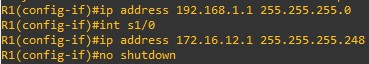 R1(config-if)#ip address 192.168.1.1 255.255.255.0
R1(config-if)#int s1/0
R1(config-if)#ip address 172.16.12.1 255.255.255.248
R1(config-if)#no shutdown